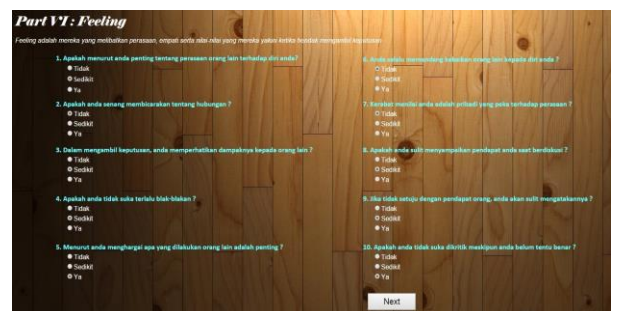 Part VI : Feeling
Feeling adalah mereka yang melibatkan perasaan, empati serta nilai nilai yang mereka yakini ketika hendak mengambil keputusan
1. Apakah menurut anda penting tentang perasaan orang lain terhadap diri anda?
Tidak
Sedikit
Ya
2. Apakah anda senang membicarakan tentang hubungan ?
Tidak
Sedikit
Ya
3. Dalam mengambil keputusan, anda memperhatikan dampaknya kepada orang lain ?
Tidak
Sedikit
Ya
4. Apakah anda tidak suka terlalu blak-blakan ?
Tidak
Sedikit
Ya
5. Menurut anda menghargai apa yang dilakukan orang lain adalah penting ?
Tidak
Sedikit
Ya
6. Anda selalu memandang kebaikan orang lain kepada diri anda ?
Tidak
Sedikit
Ya
7. Kerabat menilai anda adalah pribadi yang peka terhadap perasaan ?
Tidak
Sedikit
Ya
8. Apakah anda sulit menyampaikan pendapat anda saat berdiskusi ?
Tidak
Sedikit
Ya
9. Jika tidak setuju dengan pendapat orang, anda akan sulit mengatakannya ?
Tidak
Sedikit
Ya
10. Apakah anda tidak suka dikritik meskipun anda belum tentu benar ?
Tidak
Sedikit
Ya
Next